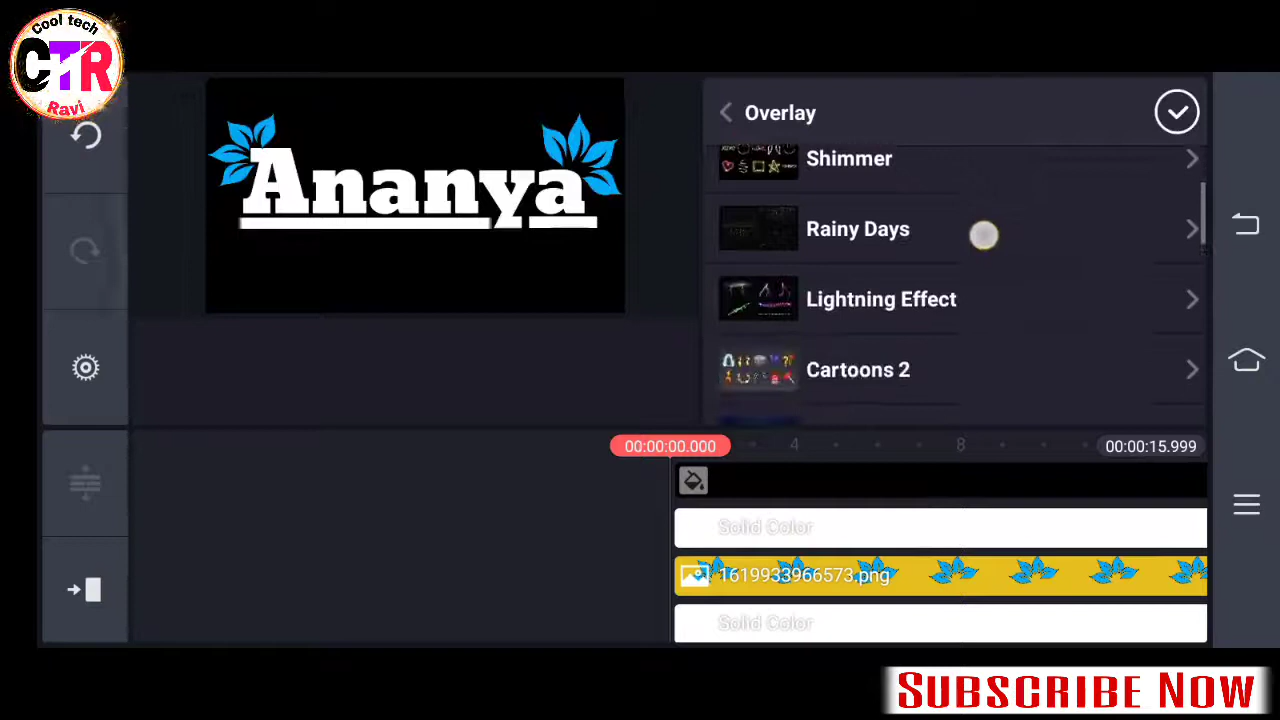 Cool tech
CTR
Ravi
Overlay
Ananya
Shimmer
Rainy Days
Lightning Effect
Cartoons 2
00:00:00.000
4
8
00:00:15.999
Solid Color
1619933966573.png
Solid Color
Subscribe Now